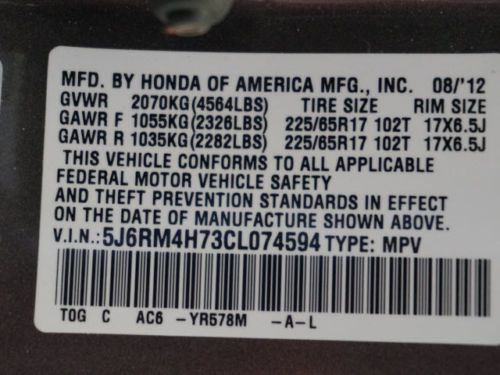 MFD. BY HONDA OF AMERICA MFG., INC. 08/'12
GVWR 2070KG(4564LBS) TIRE SIZE RIM SIZE
GAWR F 1055KG(2326LBS) 225/65R17 102T 17X6.5J
GAWR R 1035KG(2282LBS) 225/65R17 102T 17X6.5J
THIS VEHICLE CONFORMS TO ALL APPLICABLE
FEDERAL MOTOR VEHICLE SAFETY
AND THEFT PREVENTION STANDARDS IN EFFECT
ON THE DATE OF MANUFACTURE SHOWN ABOVE.
V.I.N.:5J6RM4H73CL074594 TYPE: MPV
TOG C AC6 -YR578M -A-L